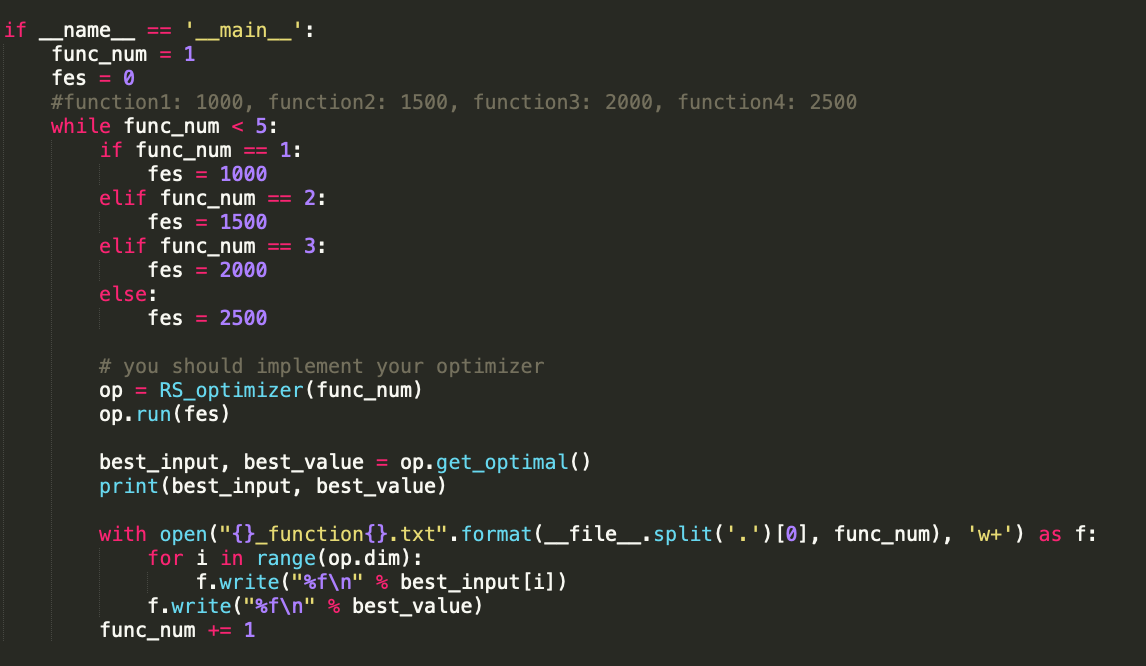 if __name__ == '__main__':
    func_num = 1
    fes = 0
    #function1: 1000, function2: 1500, function3: 2000, function4: 2500
    while func_num < 5:
        if func_num == 1:
            fes = 1000
        elif func_num == 2:
            fes = 1500
        elif func_num == 3:
            fes = 2000
        else:
            fes = 2500

        # you should implement your optimizer
        op = RS_optimizer(func_num)
        op.run(fes)

        best_input, best_value = op.get_optimal()
        print(best_input, best_value)

        with open("{}_function{}.txt".format(__file__.split('.')[0], func_num), 'w+') as f:
            for i in range(op.dim):
                f.write("%f\n" % best_input[i])
            f.write("%f\n" % best_value)
        func_num += 1